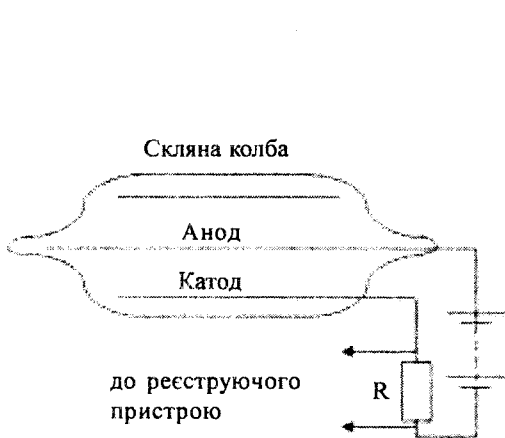 Скляна колба
Анод
Катод
до реєструючого
пристрою
R